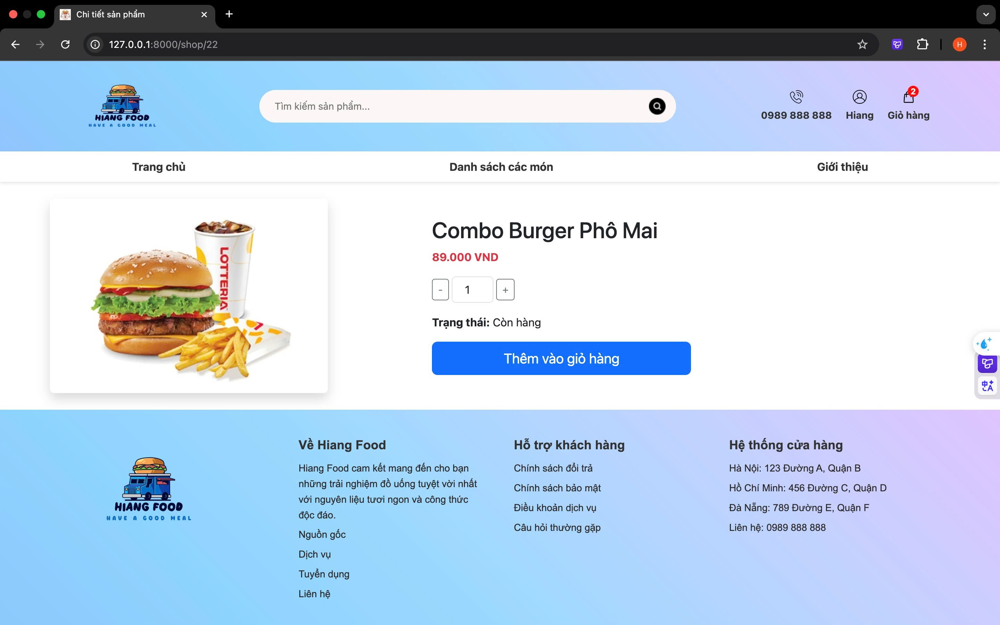 Chi tiết sản phẩm
127.0.0.1:8000/shop/22
H
HIANG FOOD
HAVE A GOOD MEAL
Tìm kiếm sản phẩm...
0989 888 888
Hiang
2
Giỏ hàng
Trang chủ
Danh sách các món
Giới thiệu
LOTTERIA
Combo Burger Phô Mai
89.000 VND
- 1 +
Trạng thái: Còn hàng
Thêm vào giỏ hàng
中A
HIANG FOOD
HAVE A GOOD MEAL
Về Hiang Food
Hiang Food cam kết mang đến cho bạn
những trải nghiệm đồ uống tuyệt vời nhất
với nguyên liệu tươi ngon và công thức
độc đáo.
Nguồn gốc
Dịch vụ
Tuyển dụng
Liên hệ
Hỗ trợ khách hàng
Chính sách đổi trả
Chính sách bảo mật
Điều khoản dịch vụ
Câu hỏi thường gặp
Hệ thống cửa hàng
Hà Nội: 123 Đường A, Quận B
Hồ Chí Minh: 456 Đường C, Quận D
Đà Nẵng: 789 Đường E, Quận F
Liên hệ: 0989 888 888